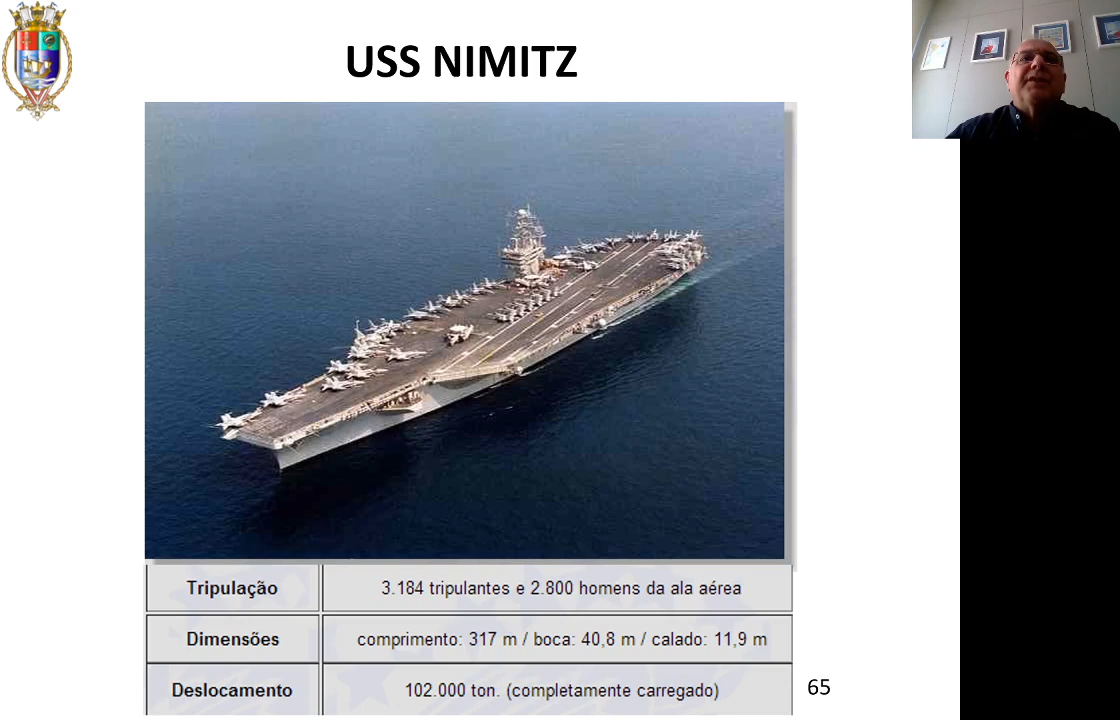 USS NIMITZ
Tripulação 3.184 tripulantes e 2.800 homens da ala aérea
Dimensões comprimento: 317 m / boca: 40,8 m / calado: 11,9 m
Deslocamento 102.000 ton. (completamente carregado)
65